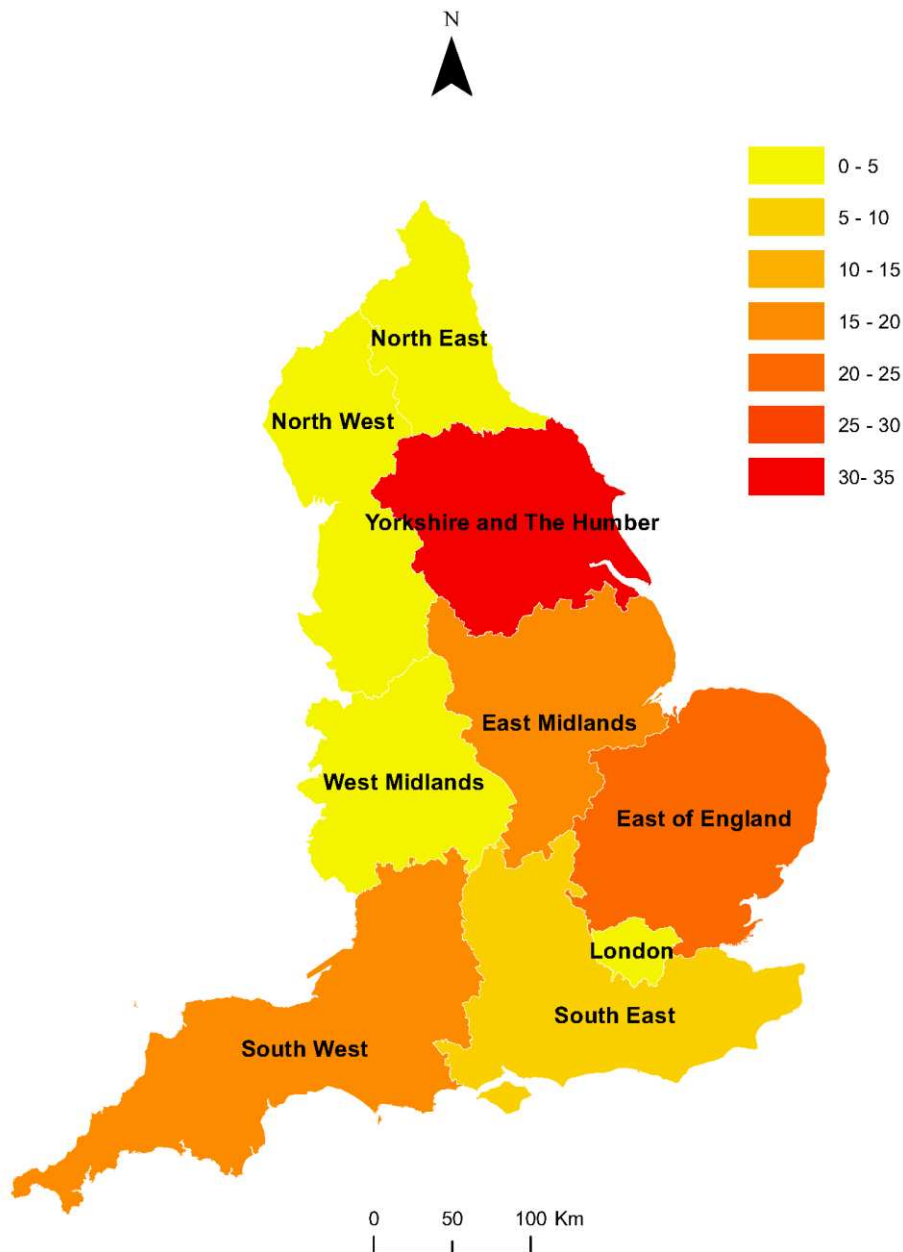 N
0 - 5
5 - 10
10 - 15
15 - 20
20 - 25
25 - 30
30- 35
North East
North West
Yorkshire and The Humber
East Midlands
West Midlands
East of England
London
South East
South West
0 50 100 Km